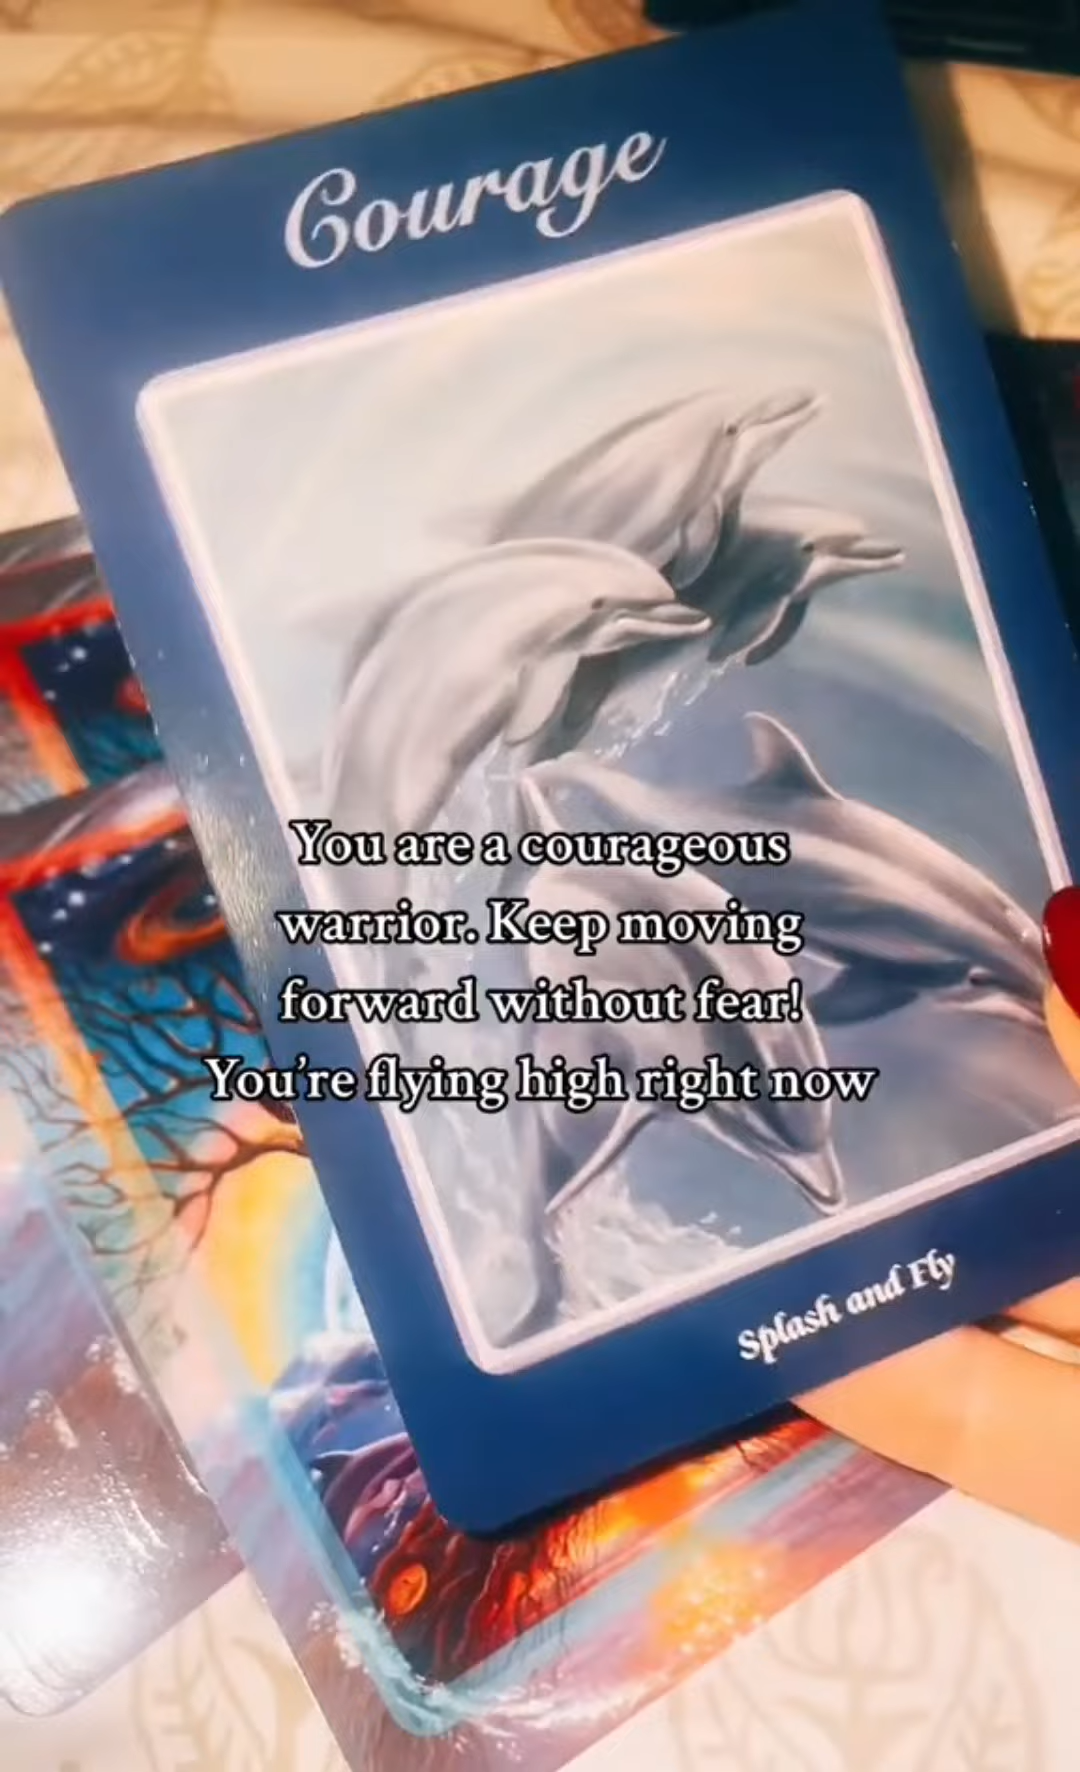 Courage
You are a courageous
warrior. Keep moving
forward without fear!
You're flying high right now
Splash and Fly